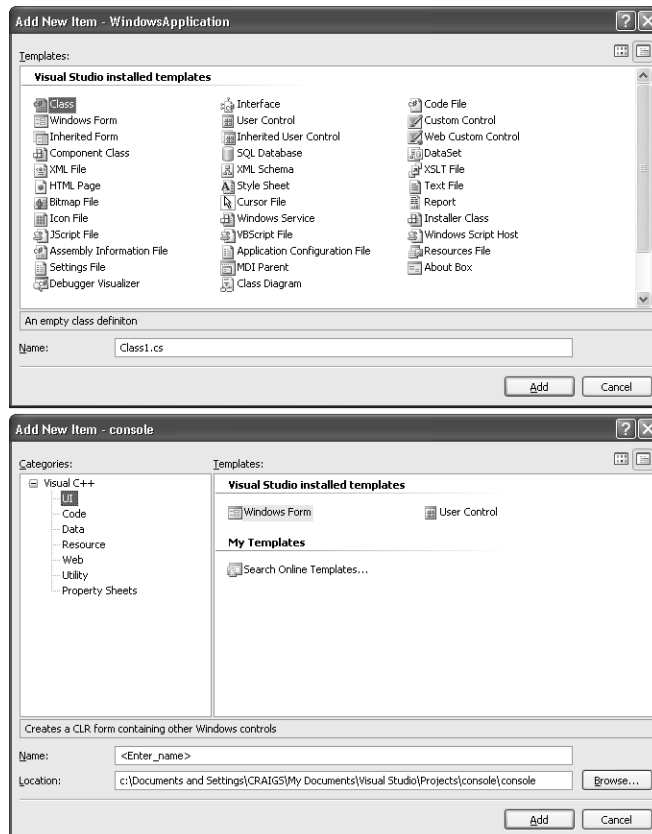 Add New Item - WindowsApplication
Templates:
Visual Studio installed templates
Class Interface Code File
Windows Form User Control Custom Control
Inherited Form Inherited User Control Web Custom Control
Component Class SQL Database DataSet
XML File XML Schema XSLT File
HTML Page Style Sheet Text File
Bitmap File Cursor File Report
Icon File Windows Service Installer Class
JScript File VBScript File Windows Script Host
Assembly Information File Application Configuration File Resources File
Settings File MDI Parent About Box
Debugger Visualizer Class Diagram
An empty class definiton
Name: Class1.cs
Add Cancel
Add New Item - console
Categories: Templates:
Visual C++ Visual Studio installed templates
UI Windows Form User Control
Code
Data My Templates
Resource
Web Search Online Templates...
Utility
Property Sheets
Creates a CLR form containing other Windows controls
Name: <Enter_name>
Location: c:\Documents and Settings\CRAIGS\My Documents\Visual Studio\Projects\console\console Browse...
Add Cancel